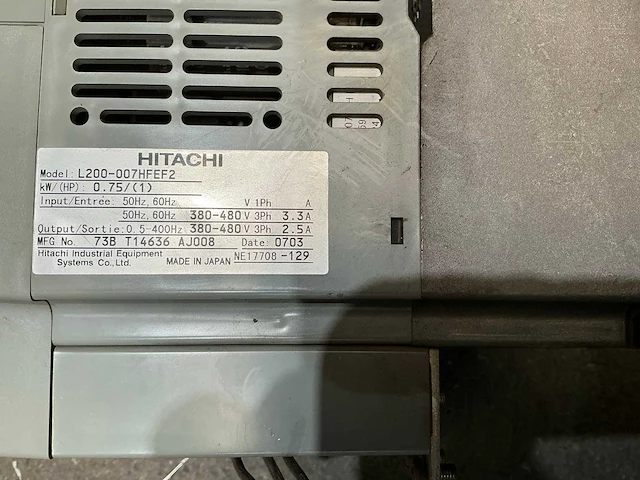 HITACHI
Model: L200-007HFEF2
kW/(HP): 0.75/(1)
Input/Entrée: 50Hz, 60Hz V 1Ph A
50Hz, 60Hz 380-480 V 3Ph 3.3 A
Output/Sortie: 0.5-400Hz 380-480 V 3Ph 2.5 A
MFG No. 73B T14636 AJ008 Date: 0703
Hitachi Industrial Equipment
Systems Co., Ltd. MADE IN JAPAN NE17708 -129